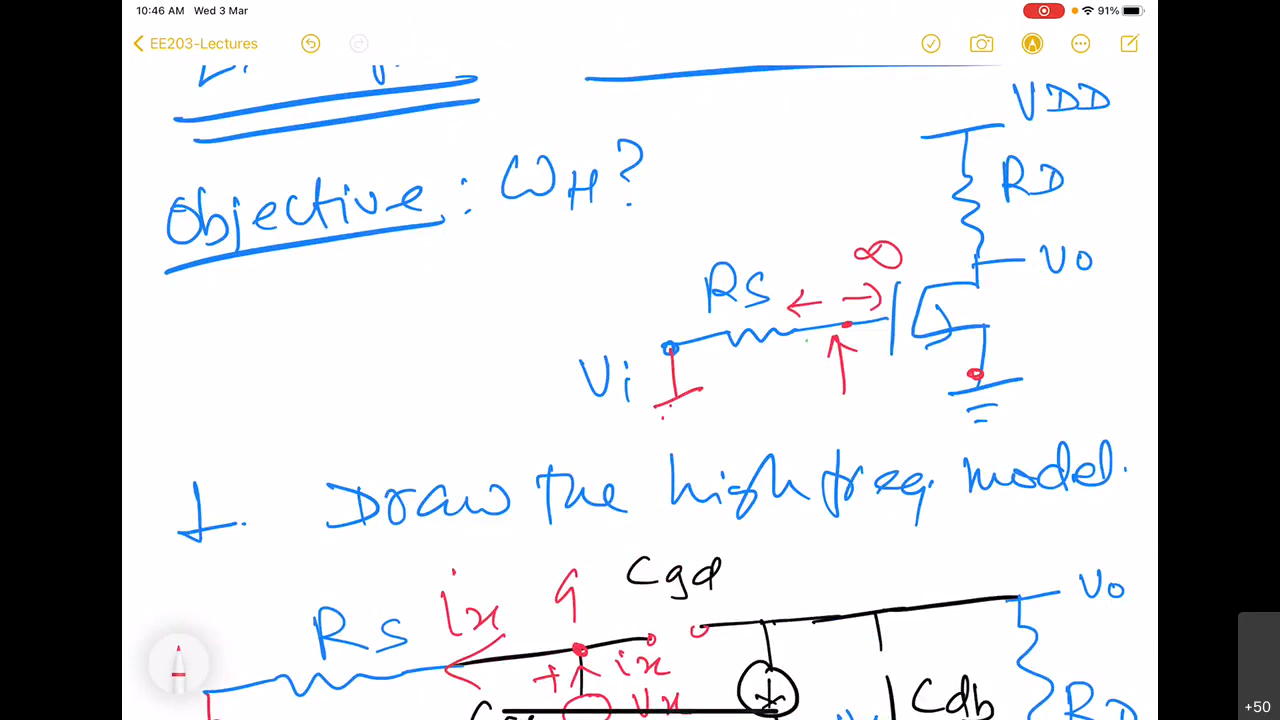 10:46 AM Wed 3 Mar
91%
EE203-Lectures
VDD
Objective: ωH?
RD
∞
Vo
RS
Vi
1. Draw the high freq. model.
Cgd
ix G
Vo
RS
+ ix
Vx
Cdb
RD
+50